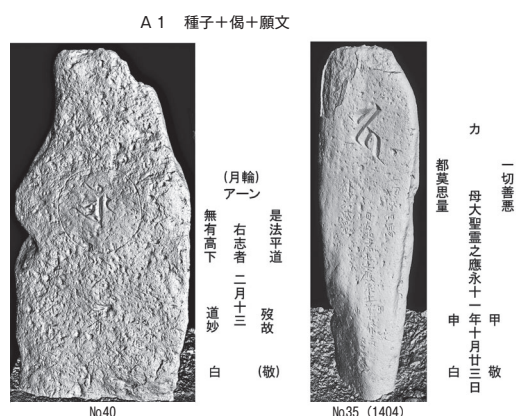 A 1　種子＋偈＋願文
(月輪)
アーン
是法平道　歿故　(敬)
右志者　二月十三
無有高下　道妙　白
No40
カ
一切善悪　甲　敬
母大聖霊之應永十一年十月廿三日
都莫思量　申　白
No35 (1404)